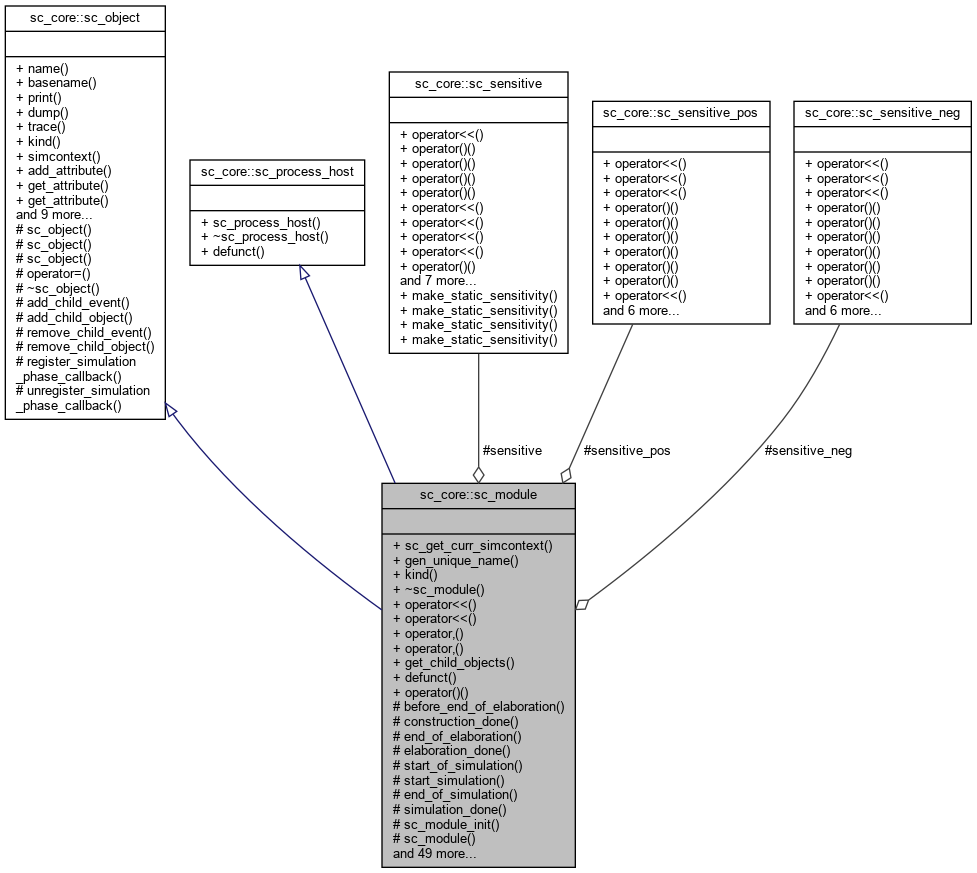 sc_core::sc_object
+ name()
+ basename()
+ print()
+ dump()
+ trace()
+ kind()
+ simcontext()
+ add_attribute()
+ get_attribute()
+ get_attribute()
and 9 more...
# sc_object()
# sc_object()
# sc_object()
# operator=()
# ~sc_object()
# add_child_event()
# add_child_object()
# remove_child_event()
# remove_child_object()
# register_simulation
_phase_callback()
# unregister_simulation
_phase_callback()
sc_core::sc_process_host
+ sc_process_host()
+ ~sc_process_host()
+ defunct()
sc_core::sc_sensitive
+ operator<<()
+ operator()()
+ operator()()
+ operator()()
+ operator()()
+ operator<<()
+ operator<<()
+ operator<<()
+ operator<<()
+ operator()()
and 7 more...
+ make_static_sensitivity()
+ make_static_sensitivity()
+ make_static_sensitivity()
+ make_static_sensitivity()
sc_core::sc_sensitive_pos
+ operator<<()
+ operator<<()
+ operator<<()
+ operator()()
+ operator()()
+ operator()()
+ operator()()
+ operator()()
+ operator()()
+ operator<<()
and 6 more...
sc_core::sc_sensitive_neg
+ operator<<()
+ operator<<()
+ operator<<()
+ operator()()
+ operator()()
+ operator()()
+ operator()()
+ operator()()
+ operator()()
+ operator<<()
and 6 more...
#sensitive
#sensitive_pos
#sensitive_neg
sc_core::sc_module
+ sc_get_curr_simcontext()
+ gen_unique_name()
+ kind()
+ ~sc_module()
+ operator<<()
+ operator<<()
+ operator,()
+ operator,()
+ get_child_objects()
+ defunct()
+ operator()()
# before_end_of_elaboration()
# construction_done()
# end_of_elaboration()
# elaboration_done()
# start_of_simulation()
# start_simulation()
# end_of_simulation()
# simulation_done()
# sc_module_init()
# sc_module()
and 49 more...